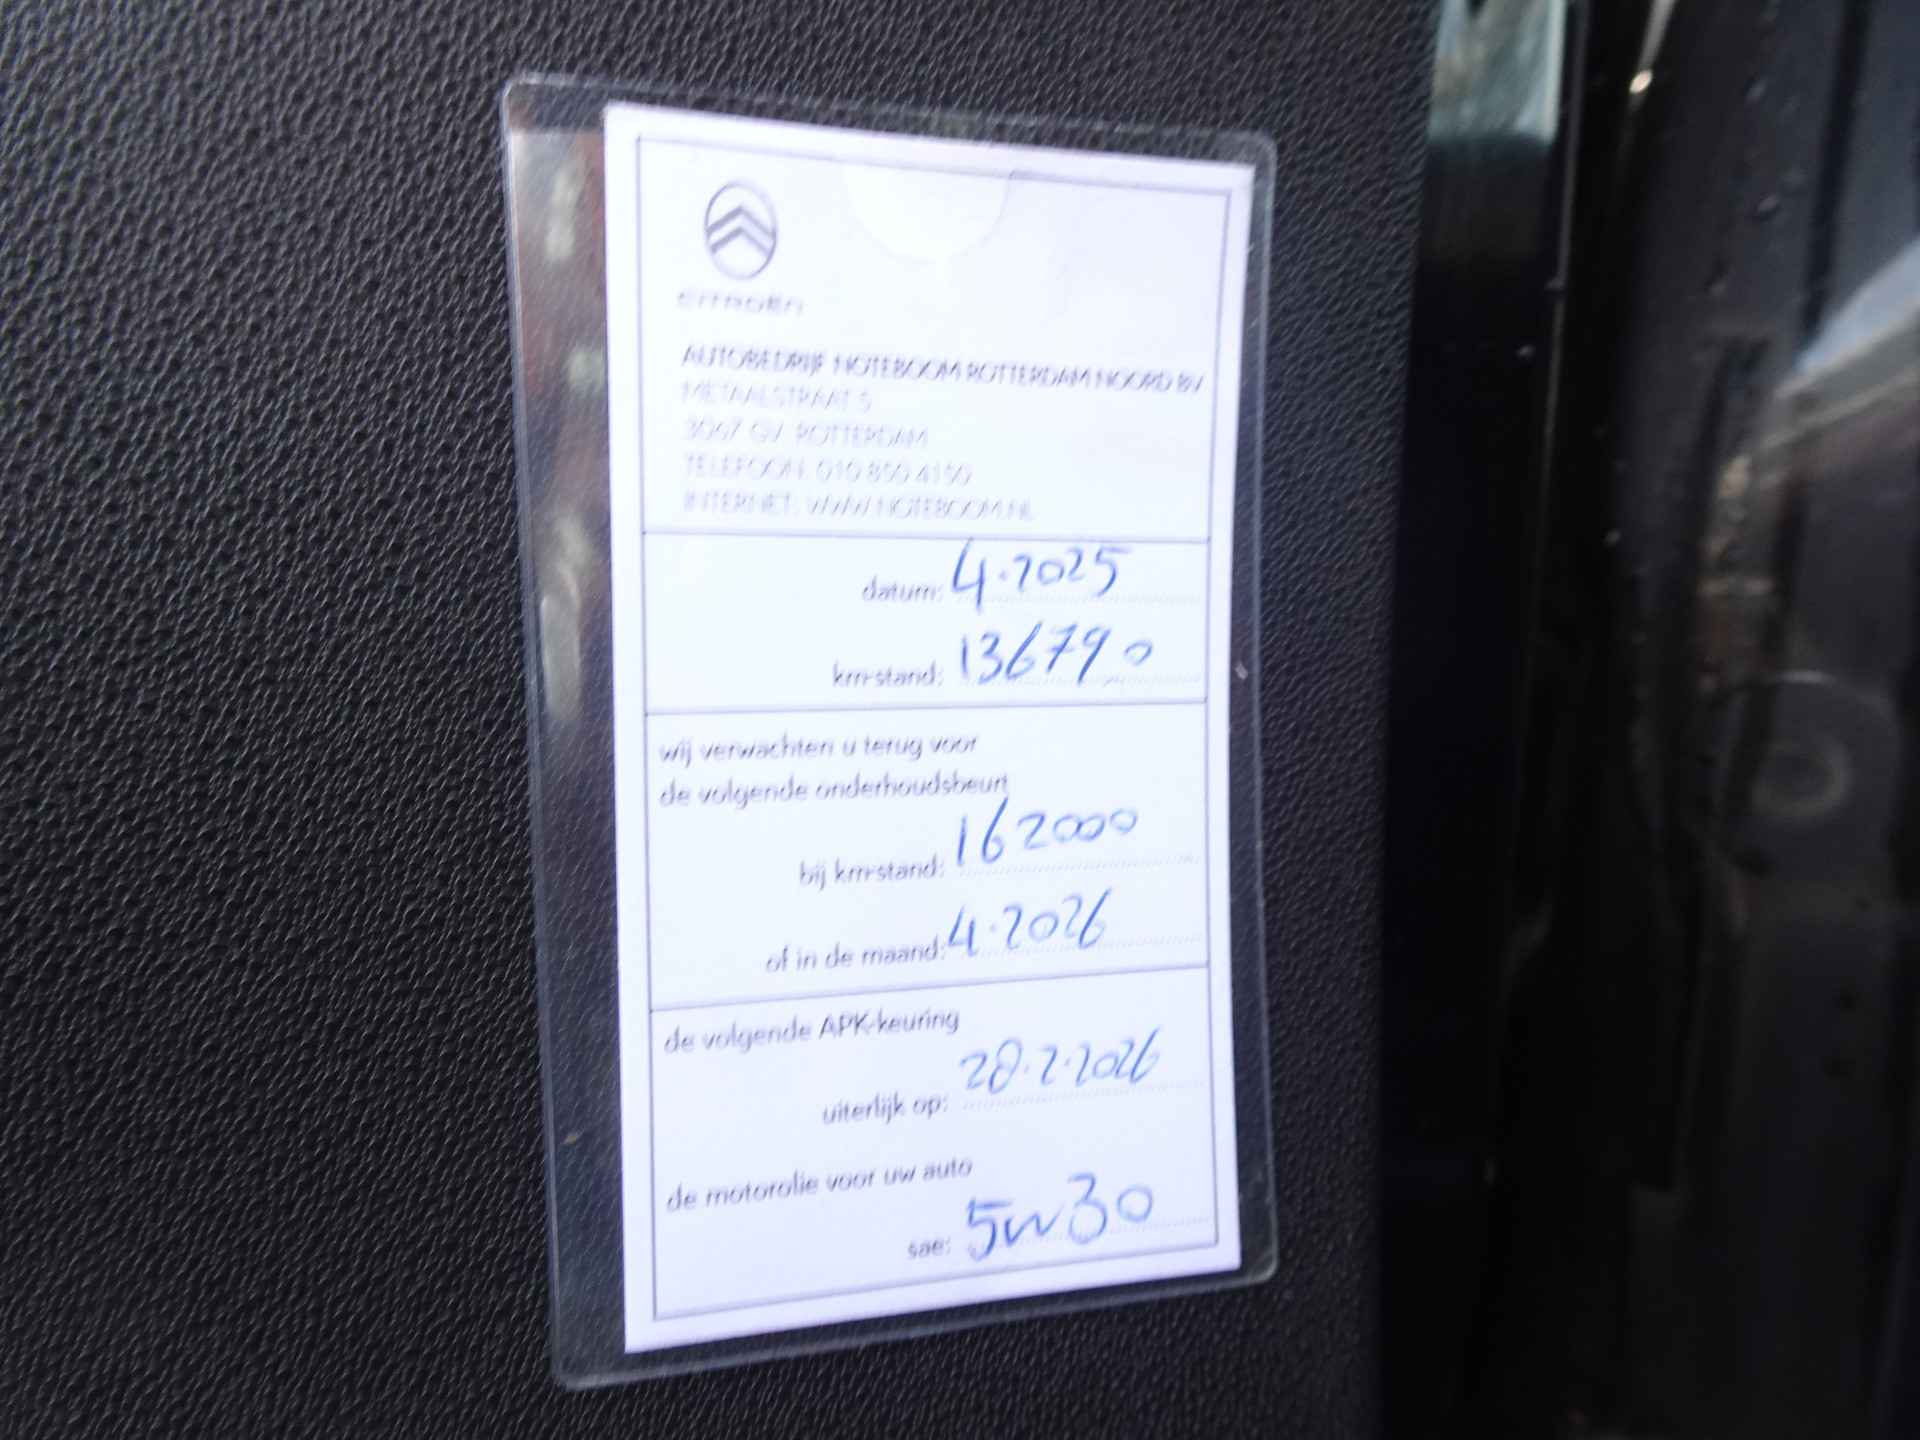 CITROËN
AUTOBEDRIJF NOTEBOOM ROTTERDAM NOORD BV
METAALSTRAAT 5
3067 GV ROTTERDAM
TELEFOON: 010 850 4150
INTERNET: WWW.NOTEBOOM.NL
datum: 4.2025
km-stand: 136790
wij verwachten u terug voor
de volgende onderhoudsbeurt
bij km-stand: 162000
of in de maand: 4.2026
de volgende APK-keuring
uiterlijk op: 28.2.2026
de motorolie voor uw auto
sae: 5w30